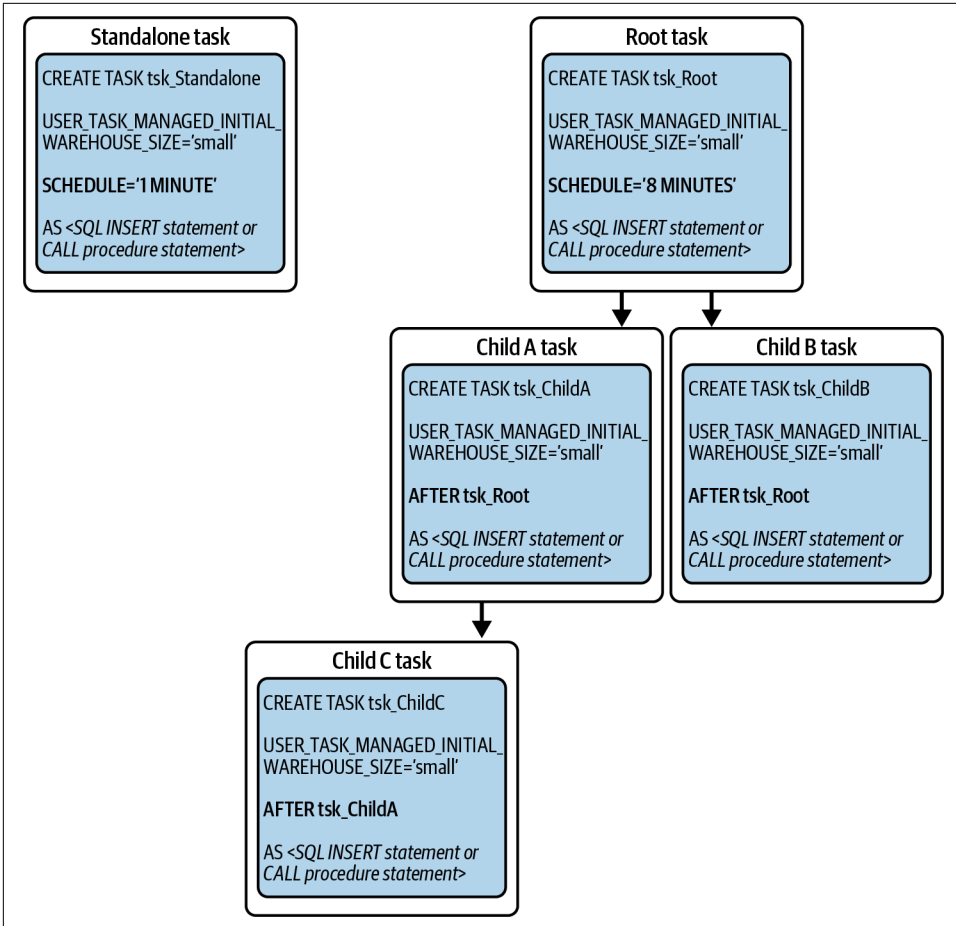 Standalone task
CREATE TASK tsk_Standalone
USER_TASK_MANAGED_INITIAL_
WAREHOUSE_SIZE='small'
SCHEDULE='1 MINUTE'
AS <SQL INSERT statement or
CALL procedure statement>
Root task
CREATE TASK tsk_Root
USER_TASK_MANAGED_INITIAL_
WAREHOUSE_SIZE='small'
SCHEDULE='8 MINUTES'
AS <SQL INSERT statement or
CALL procedure statement>
Child A task
CREATE TASK tsk_ChildA
USER_TASK_MANAGED_INITIAL_
WAREHOUSE_SIZE='small'
AFTER tsk_Root
AS <SQL INSERT statement or
CALL procedure statement>
Child B task
CREATE TASK tsk_ChildB
USER_TASK_MANAGED_INITIAL_
WAREHOUSE_SIZE='small'
AFTER tsk_Root
AS <SQL INSERT statement or
CALL procedure statement>
Child C task
CREATE TASK tsk_ChildC
USER_TASK_MANAGED_INITIAL_
WAREHOUSE_SIZE='small'
AFTER tsk_ChildA
AS <SQL INSERT statement or
CALL procedure statement>